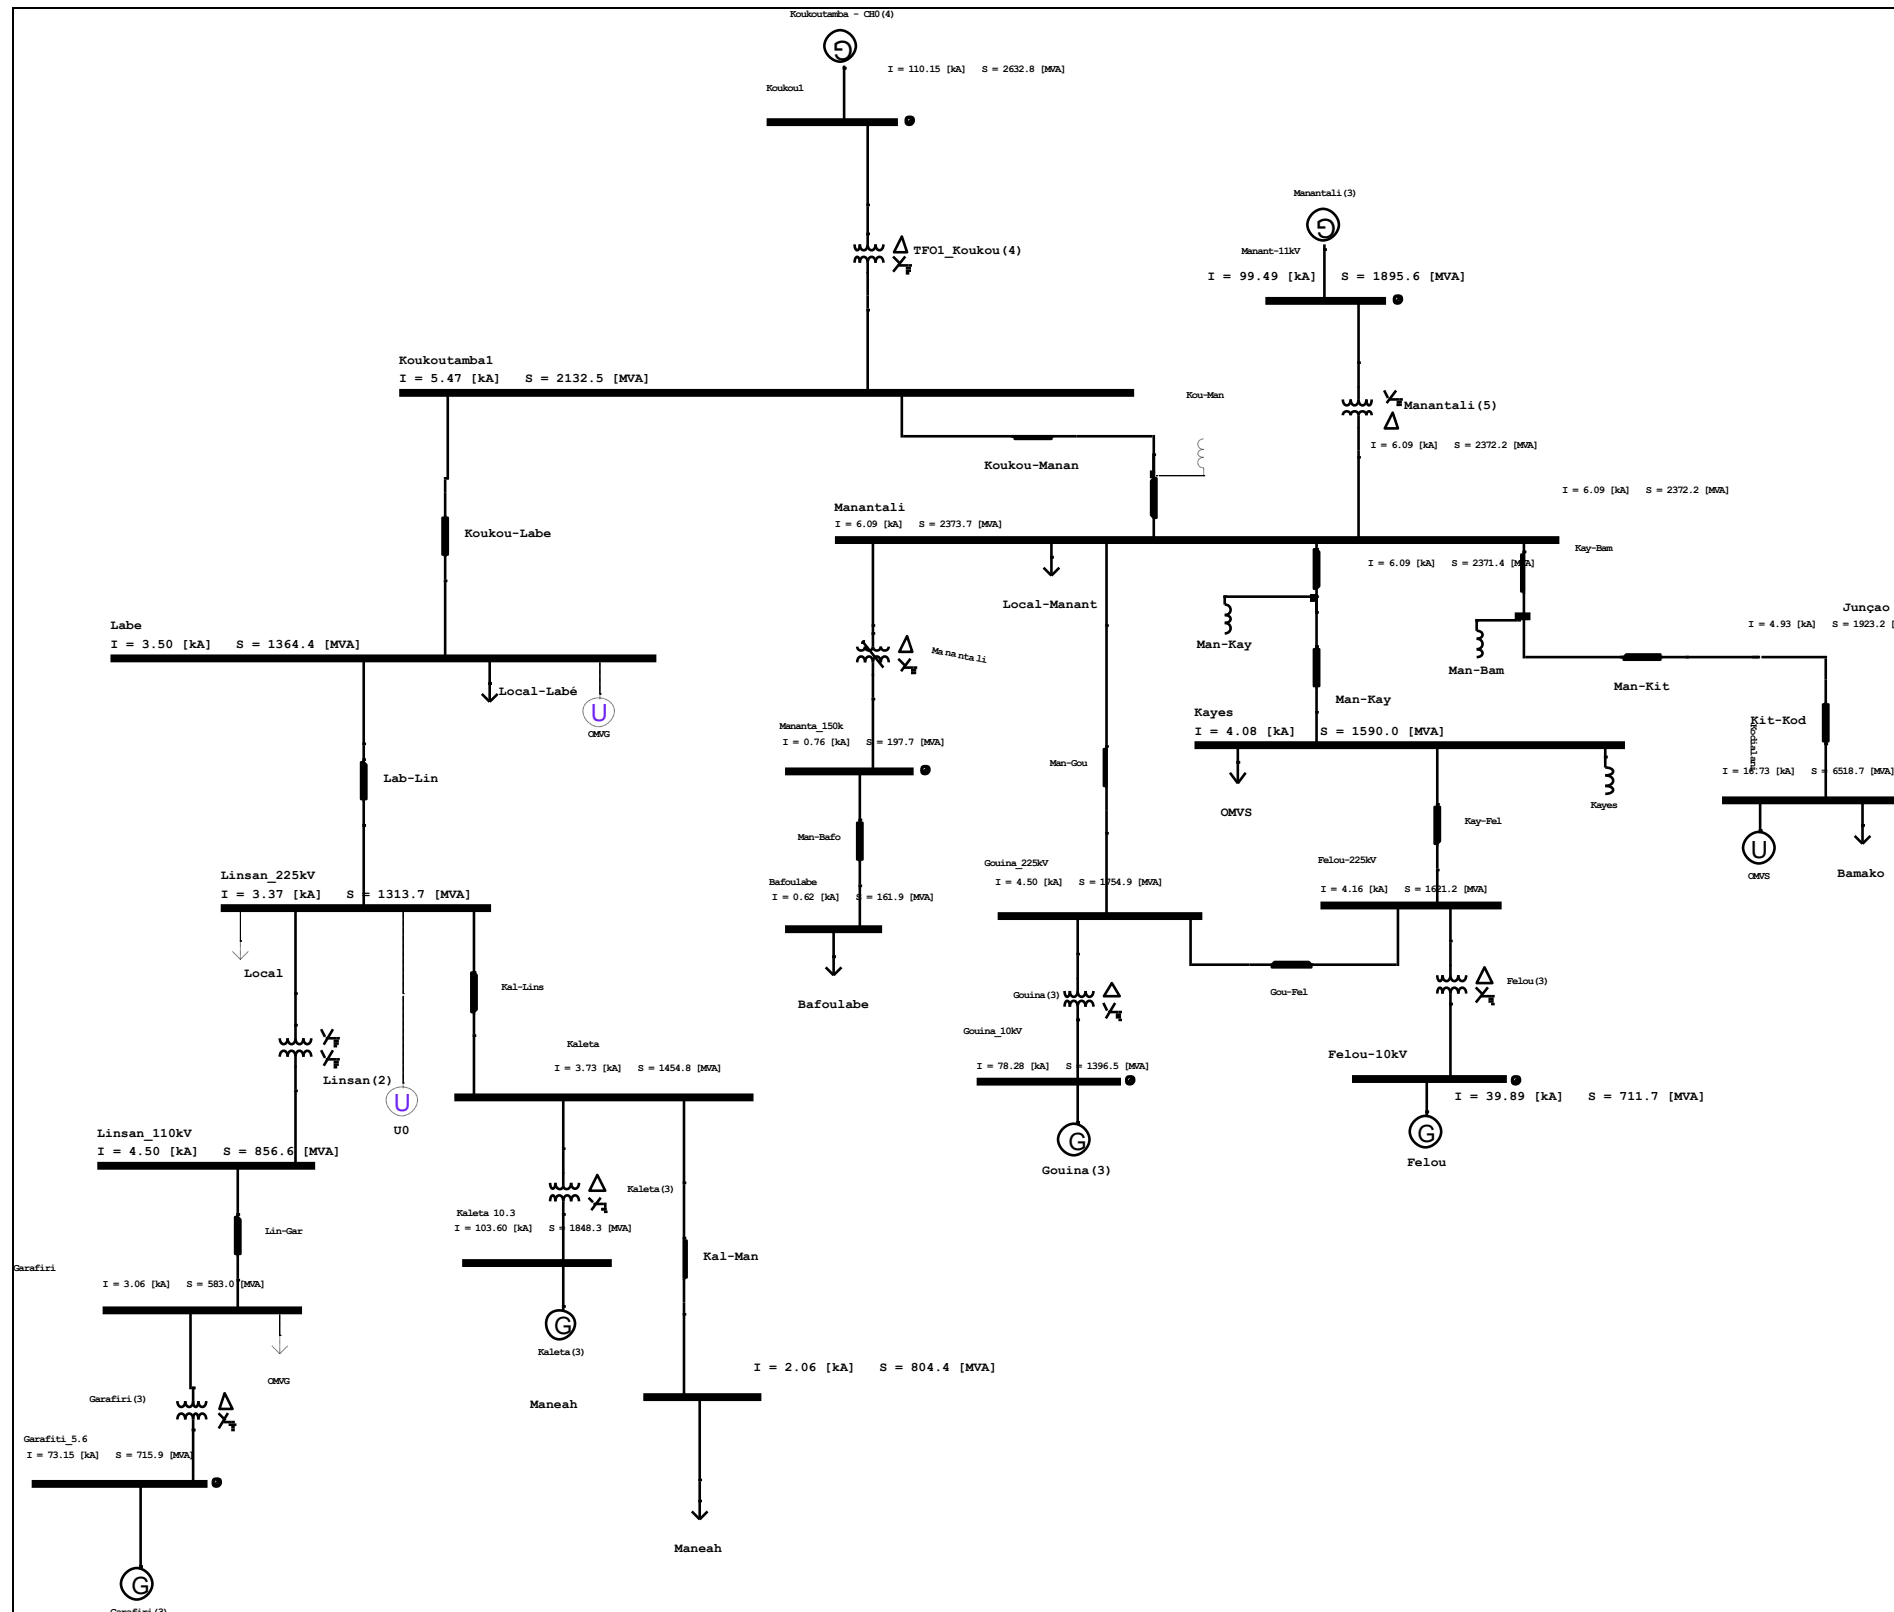 Koukoutamba - CH0(4)
G
I = 110.15 [kA] S = 2632.8 [MVA]
Koukou1
Manantali(3)
G
Manant-11kV
TFO1_Koukou(4)
I = 99.49 [kA] S = 1895.6 [MVA]
Koukoutamba1
I = 5.47 [kA] S = 2132.5 [MVA]
Kou-Man
Manantali(5)
I = 6.09 [kA] S = 2372.2 [MVA]
Koukou-Manan
I = 6.09 [kA] S = 2372.2 [MVA]
Manantali
I = 6.09 [kA] S = 2373.7 [MVA]
Koukou-Labe
Kay-Bam
I = 6.09 [kA] S = 2371.4 [MVA]
Local-Manant
Junçao
Labe
I = 4.93 [kA] S = 1923.2 [
I = 3.50 [kA] S = 1364.4 [MVA]
Man-Kay
Manantali
Man-Bam
Man-Kit
Local-Labé
Man-Kay
U
OMVG
Kayes
Kit-Kod
Mananta_150k
I = 4.08 [kA] S = 1590.0 [MVA]
I = 0.76 [kA] S = 197.7 [MVA]
Kodialani
Man-Gou
Lab-Lin
I = 16.73 [kA] S = 6518.7 [MVA]
Kayes
OMVS
Kay-Fel
Man-Bafo
U
Gouina_225kV
Felou-225kV
OMVS
Bamako
Linsan_225kV
Bafoulabe
I = 4.50 [kA] S = 1754.9 [MVA]
I = 3.37 [kA] S = 1313.7 [MVA]
I = 0.62 [kA] S = 161.9 [MVA]
I = 4.16 [kA] S = 1621.2 [MVA]
Local
Kal-Lins
Gou-Fel
Felou(3)
Gouina(3)
Bafoulabe
Gouina_10kV
Kaleta
Felou-10kV
I = 3.73 [kA] S = 1454.8 [MVA]
I = 78.28 [kA] S = 1396.5 [MVA]
Linsan(2)
I = 39.89 [kA] S = 711.7 [MVA]
U
U0
Linsan_110kV
G
G
I = 4.50 [kA] S = 856.6 [MVA]
Gouina(3)
Felou
Kaleta(3)
Kaleta 10.3
I = 103.60 [kA] S = 1848.3 [MVA]
Lin-Gar
Kal-Man
Garafiri
I = 3.06 [kA] S = 583.0 [MVA]
G
Kaleta(3)
I = 2.06 [kA] S = 804.4 [MVA]
OMVG
Garafiri(3)
Maneah
Garafiti_5.6
I = 73.15 [kA] S = 715.9 [MVA]
Maneah
G
Garafiri(3)